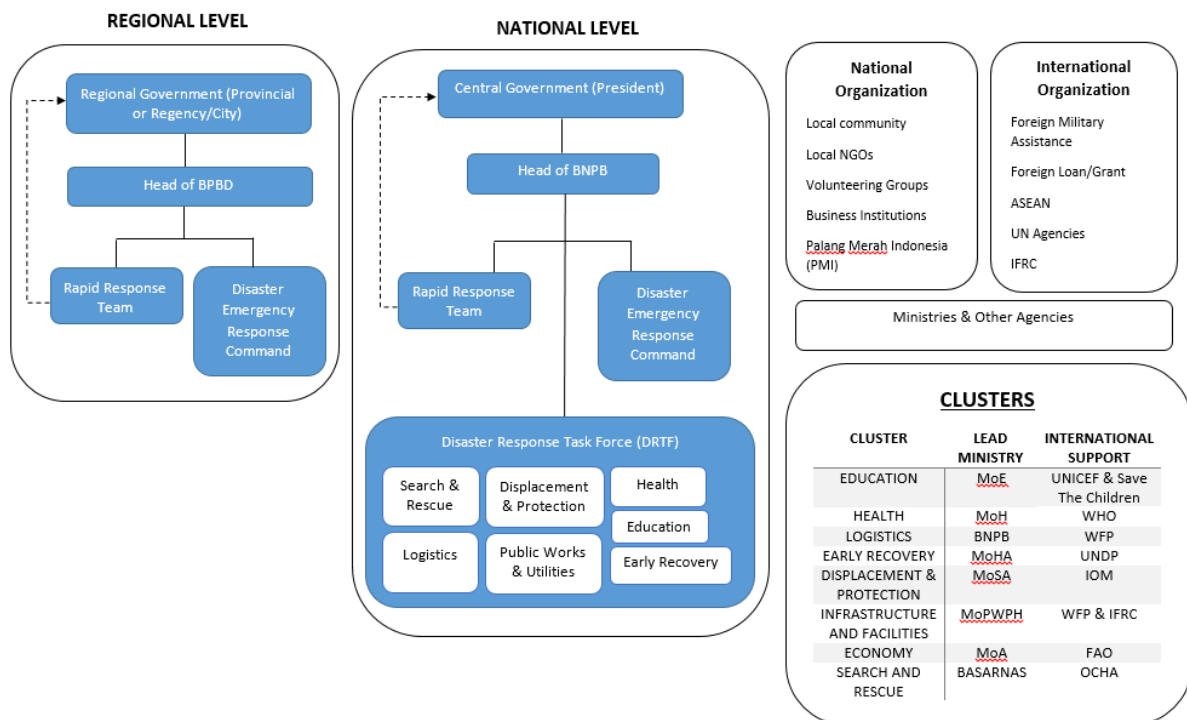 REGIONAL LEVEL
Regional Government (Provincial
or Regency/City)
Head of BPBD
Rapid Response
Team
Disaster
Emergency
Response
Command
NATIONAL LEVEL
Central Government (President)
Head of BNPB
Rapid Response
Team
Disaster
Emergency
Response
Command
Disaster Response Task Force (DRTF)
Search &
Rescue
Displacement
& Protection
Health
Education
Logistics
Public Works
& Utilities
Early Recovery
National
Organization
Local community
Local NGOs
Volunteering Groups
Business Institutions
Palang Merah Indonesia
(PMI)
International
Organization
Foreign Military
Assistance
Foreign Loan/Grant
ASEAN
UN Agencies
IFRC
Ministries & Other Agencies
CLUSTERS
CLUSTER LEAD INTERNATIONAL
MINISTRY SUPPORT
EDUCATION MoE UNICEF & Save
The Children
HEALTH MoH WHO
LOGISTICS BNPB WFP
EARLY RECOVERY MoHA UNDP
DISPLACEMENT & MoSA IOM
PROTECTION
INFRASTRUCTURE MoPWPH WFP & IFRC
AND FACILITIES
ECONOMY MoA FAO
SEARCH AND BASARNAS OCHA
RESCUE